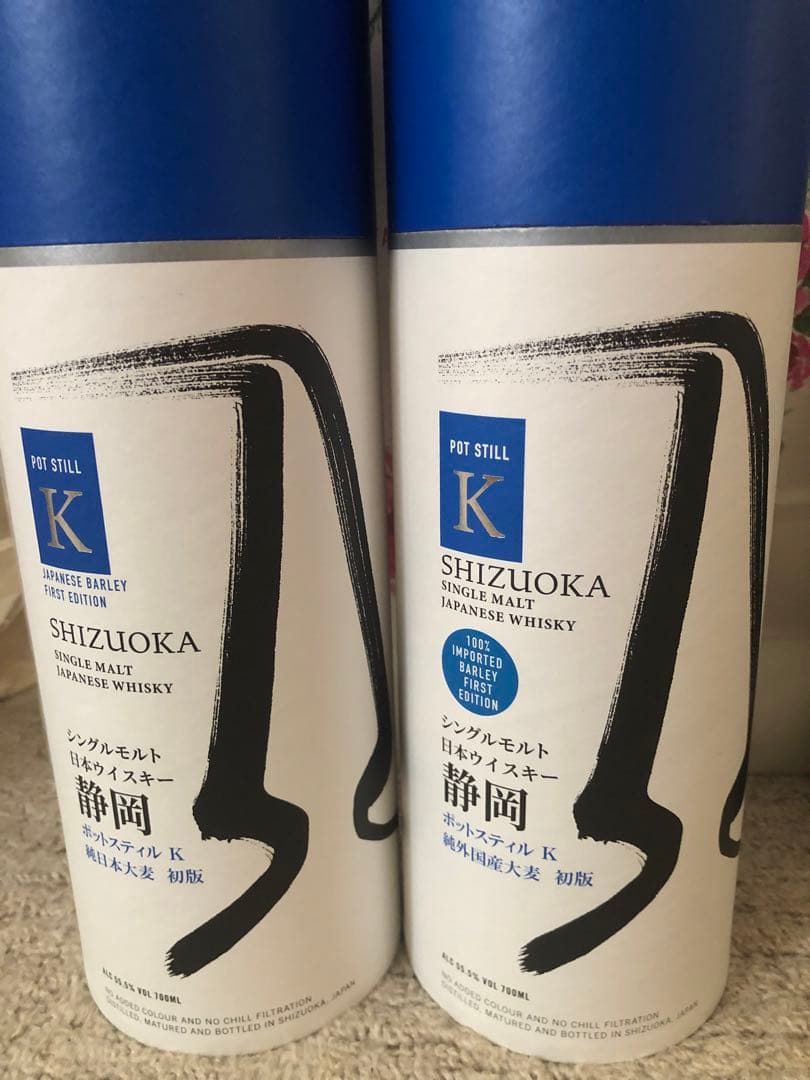 POT STILL
K
JAPANESE BARLEY
FIRST EDITION
SHIZUOKA
SINGLE MALT
JAPANESE WHISKY
シングルモルト
日本ウイスキー
静岡
ポットスティル K
純日本大麦 初版
ALC 55.5% VOL 700ML
NO ADDED COLOUR AND NO CHILL FILTRATION
DISTILLED, MATURED AND BOTTLED IN SHIZUOKA, JAPAN
POT STILL
K
SHIZUOKA
SINGLE MALT
JAPANESE WHISKY
100%
IMPORTED
BARLEY
FIRST
EDITION
シングルモルト
日本ウイスキー
静岡
ポットスティル K
純外国産大麦 初版
ALC 55.5% VOL 700ML
NO ADDED COLOUR AND NO CHILL FILTRATION
DISTILLED, MATURED AND BOTTLED IN SHIZUOKA, JAPAN